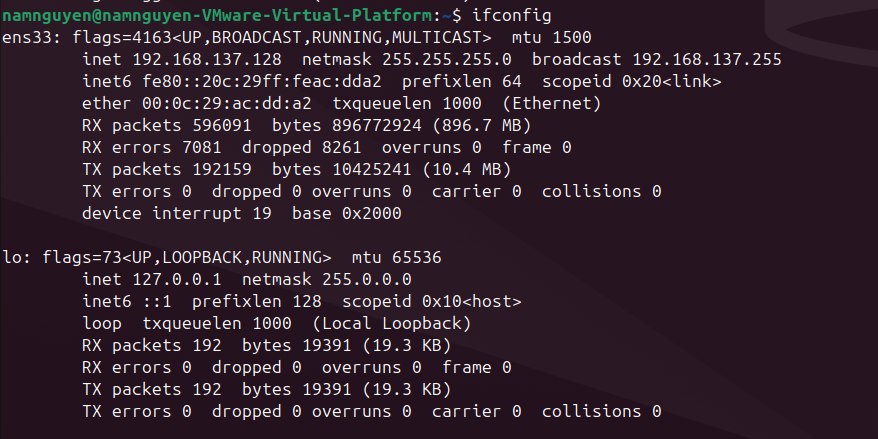 namnguyen@namnguyen-VMware-Virtual-Platform:~$ ifconfig
ens33: flags=4163<UP,BROADCAST,RUNNING,MULTICAST>  mtu 1500
        inet 192.168.137.128  netmask 255.255.255.0  broadcast 192.168.137.255
        inet6 fe80::20c:29ff:feac:dda2  prefixlen 64  scopeid 0x20<link>
        ether 00:0c:29:ac:dd:a2  txqueuelen 1000  (Ethernet)
        RX packets 596091  bytes 896772924 (896.7 MB)
        RX errors 7081  dropped 8261  overruns 0  frame 0
        TX packets 192159  bytes 10425241 (10.4 MB)
        TX errors 0  dropped 0 overruns 0  carrier 0  collisions 0
        device interrupt 19  base 0x2000

lo: flags=73<UP,LOOPBACK,RUNNING>  mtu 65536
        inet 127.0.0.1  netmask 255.0.0.0
        inet6 ::1  prefixlen 128  scopeid 0x10<host>
        loop  txqueuelen 1000  (Local Loopback)
        RX packets 192  bytes 19391 (19.3 KB)
        RX errors 0  dropped 0  overruns 0  frame 0
        TX packets 192  bytes 19391 (19.3 KB)
        TX errors 0  dropped 0 overruns 0  carrier 0  collisions 0